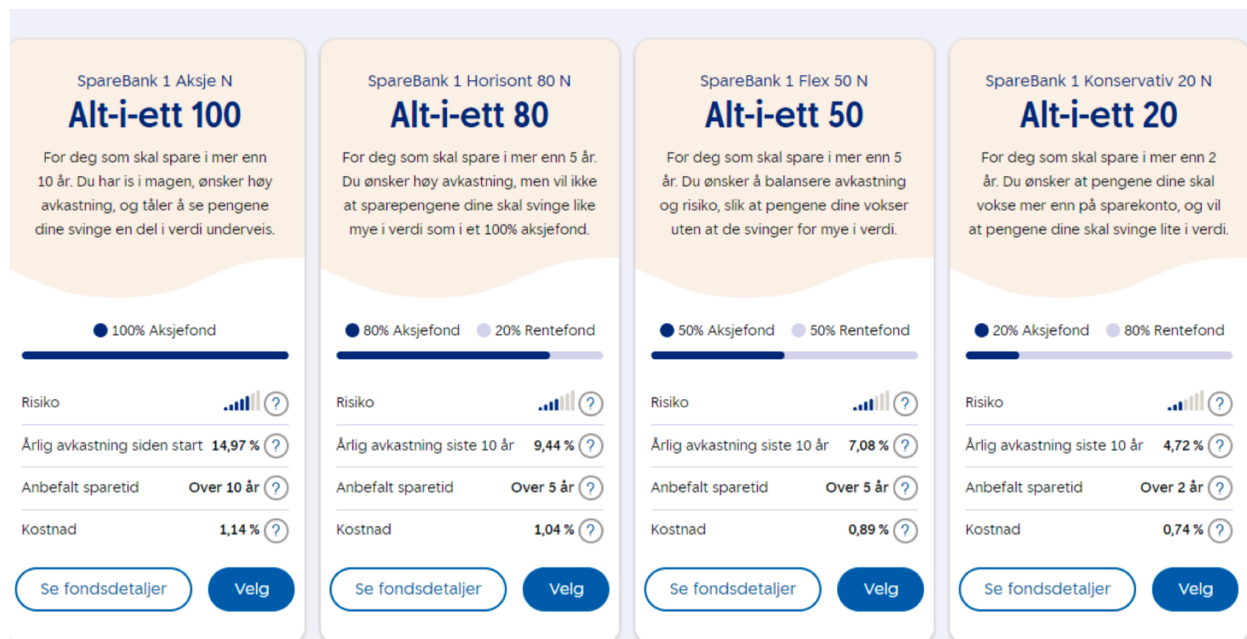 SpareBank 1 Aksje N
Alt-i-ett 100
For deg som skal spare i mer enn
10 år. Du har is i magen, ønsker høy
avkastning, og tåler å se pengene
dine svinge en del i verdi underveis.
100% Aksjefond
Risiko ?
Årlig avkastning siden start 14,97 % ?
Anbefalt sparetid Over 10 år ?
Kostnad 1,14 % ?
Se fondsdetaljer Velg
SpareBank 1 Horisont 80 N
Alt-i-ett 80
For deg som skal spare i mer enn 5 år.
Du ønsker høy avkastning, men vil ikke
at sparepengene dine skal svinge like
mye i verdi som i et 100% aksjefond.
80% Aksjefond 20% Rentefond
Risiko ?
Årlig avkastning siste 10 år 9,44 % ?
Anbefalt sparetid Over 5 år ?
Kostnad 1,04 % ?
Se fondsdetaljer Velg
SpareBank 1 Flex 50 N
Alt-i-ett 50
For deg som skal spare i mer enn 5
år. Du ønsker å balansere avkastning
og risiko, slik at pengene dine vokser
uten at de svinger for mye i verdi.
50% Aksjefond 50% Rentefond
Risiko ?
Årlig avkastning siste 10 år 7,08 % ?
Anbefalt sparetid Over 5 år ?
Kostnad 0,89 % ?
Se fondsdetaljer Velg
SpareBank 1 Konservativ 20 N
Alt-i-ett 20
For deg som skal spare i mer enn 2
år. Du ønsker at pengene dine skal
vokse mer enn på sparekonto, og vil
at pengene dine skal svinge lite i verdi.
20% Aksjefond 80% Rentefond
Risiko ?
Årlig avkastning siste 10 år 4,72 % ?
Anbefalt sparetid Over 2 år ?
Kostnad 0,74 % ?
Se fondsdetaljer Velg